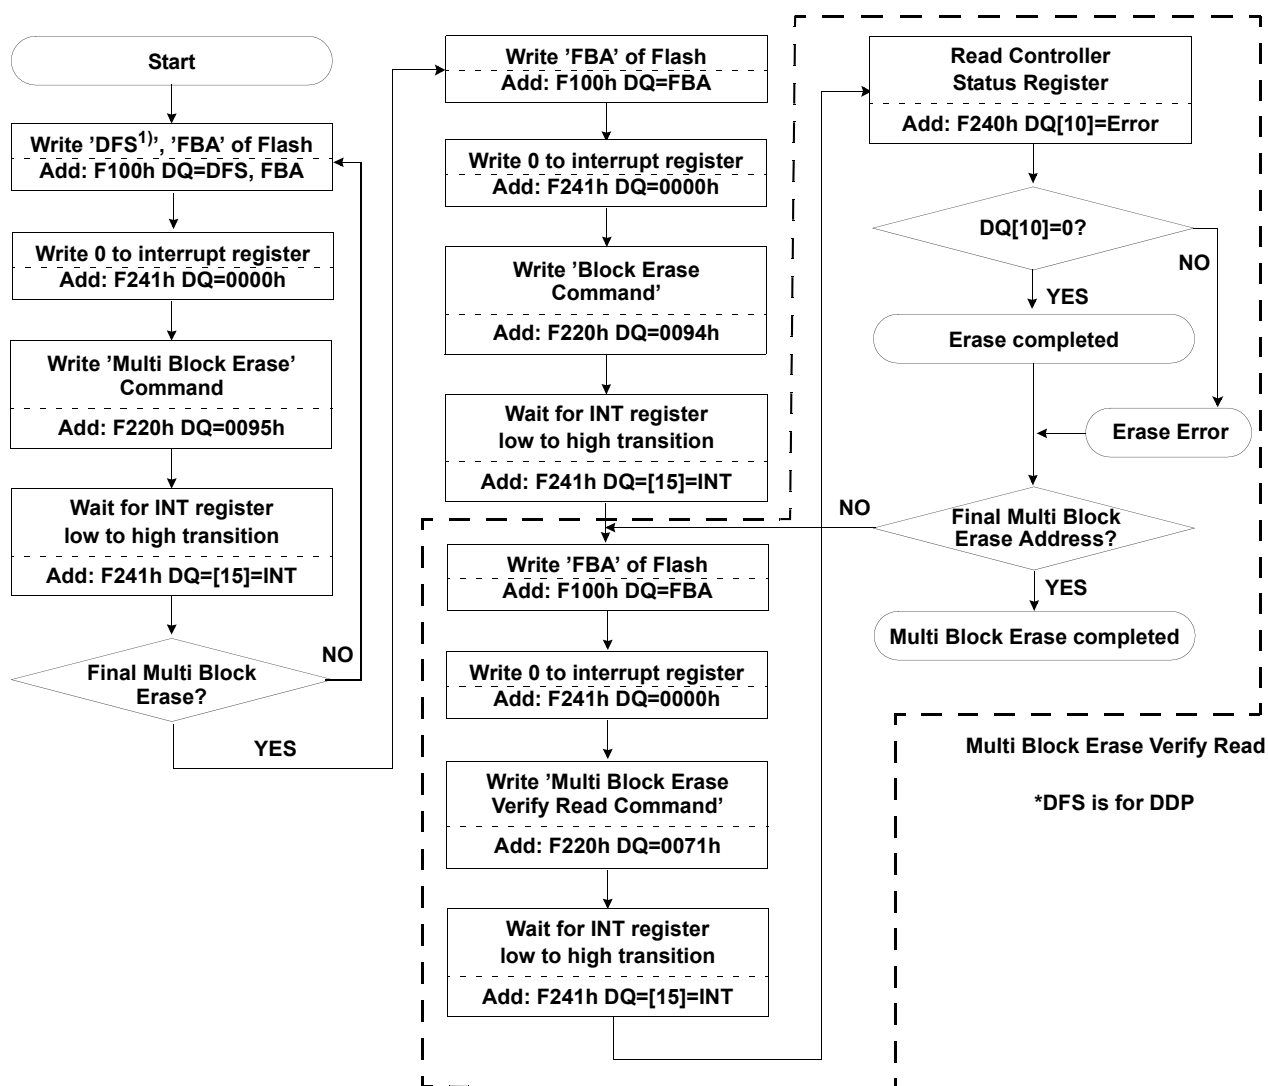 Start
Write ’DFS1)’, ’FBA’ of Flash
Add: F100h DQ=DFS, FBA
Write 0 to interrupt register
Add: F241h DQ=0000h
Write ’Multi Block Erase’
Command
Add: F220h DQ=0095h
Wait for INT register
low to high transition
Add: F241h DQ=[15]=INT
Final Multi Block
Erase?
NO
YES
Write ’FBA’ of Flash
Add: F100h DQ=FBA
Write 0 to interrupt register
Add: F241h DQ=0000h
Write ’Block Erase
Command’
Add: F220h DQ=0094h
Wait for INT register
low to high transition
Add: F241h DQ=[15]=INT
Write ’FBA’ of Flash
Add: F100h DQ=FBA
Write 0 to interrupt register
Add: F241h DQ=0000h
Write ’Multi Block Erase
Verify Read Command’
Add: F220h DQ=0071h
Wait for INT register
low to high transition
Add: F241h DQ=[15]=INT
Read Controller
Status Register
Add: F240h DQ[10]=Error
DQ[10]=0?
NO
YES
Erase completed
Erase Error
NO
Final Multi Block
Erase Address?
YES
Multi Block Erase completed
Multi Block Erase Verify Read
*DFS is for DDP